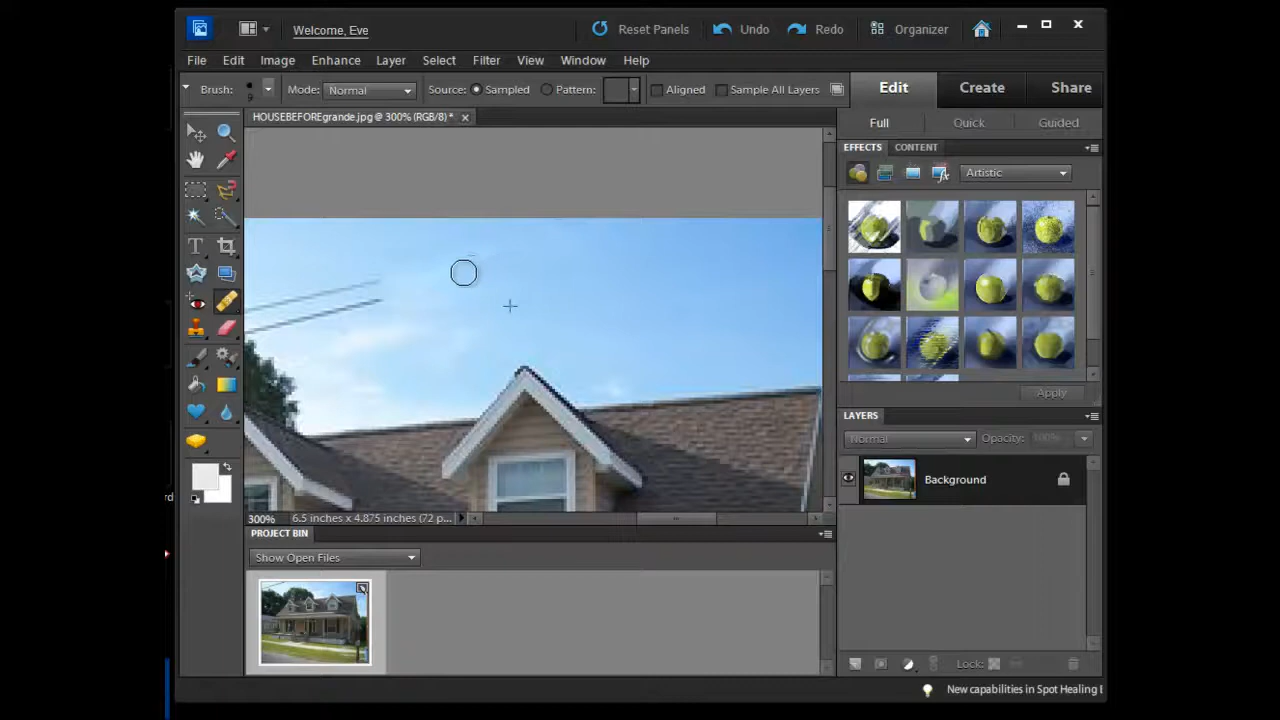 Welcome, Eve
Reset Panels
Undo
Redo
Organizer
File
Edit
Image
Enhance
Layer
Select
Filter
View
Window
Help
Brush:
9
Mode:
Normal
Source:
Sampled
Pattern:
Aligned
Sample All Layers
Edit
Create
Share
HOUSEBEFOREgrande.jpg @ 300% (RGB/8) *
Full
Quick
Guided
EFFECTS
CONTENT
Artistic
Apply
LAYERS
Normal
Opacity: 100%
Background
rd
300%
6.5 inches x 4.875 inches (72 p...
PROJECT BIN
Show Open Files
Lock:
New capabilities in Spot Healing